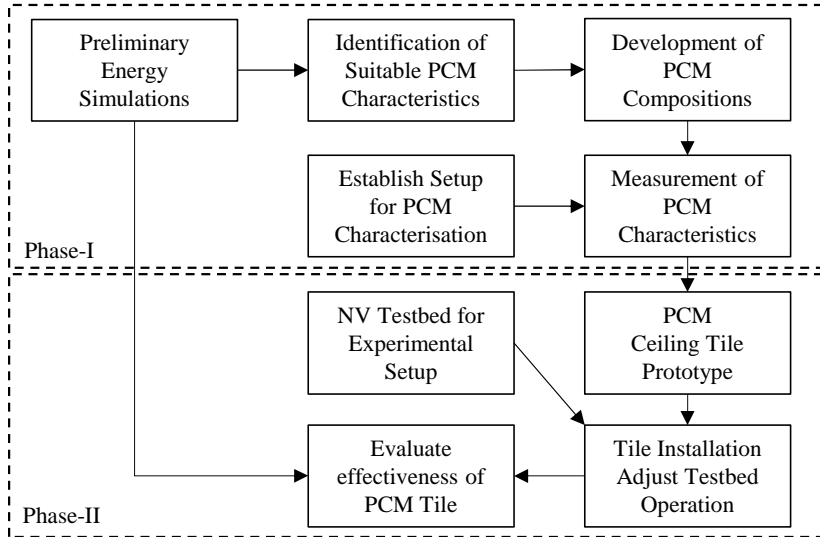 Preliminary
Energy
Simulations
Identification of
Suitable PCM
Characteristics
Development of
PCM
Compositions
Establish Setup
for PCM
Characterisation
Measurement of
PCM
Characteristics
Phase-I
NV Testbed for
Experimental
Setup
PCM
Ceiling Tile
Prototype
Evaluate
effectiveness of
PCM Tile
Tile Installation
Adjust Testbed
Operation
Phase-II